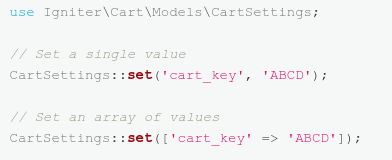 use Igniter\Cart\Models\CartSettings;
// Set a single value
CartSettings::set('cart_key', 'ABCD');
// Set an array of values
CartSettings::set(['cart_key' => 'ABCD']);